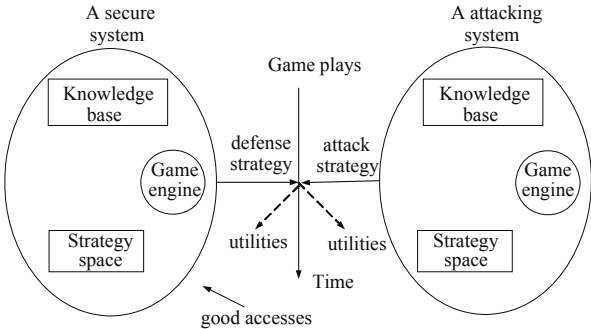 A secure
system
A attacking
system
Game plays
Knowledge
base
Knowledge
base
defense
strategy
attack
strategy
Game
engine
Game
engine
Strategy
space
utilities
utilities
Strategy
space
Time
good accesses